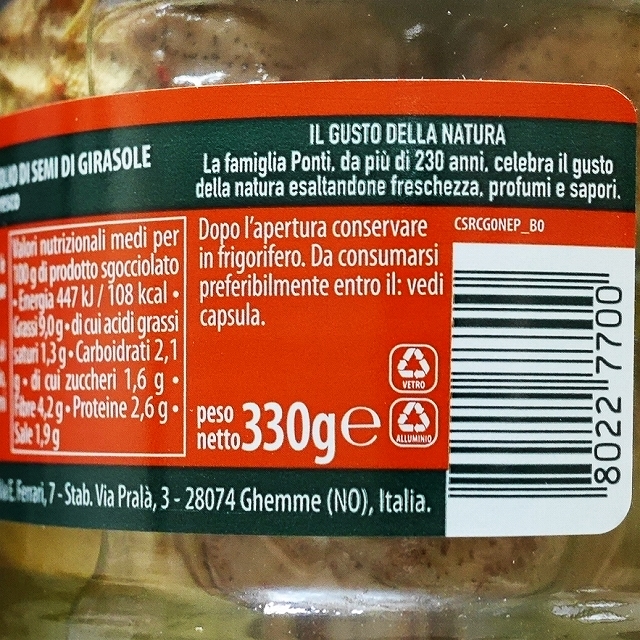 OLIO DI SEMI DI GIRASOLE
IL GUSTO DELLA NATURA
La famiglia Ponti, da più di 230 anni, celebra il gusto
della natura esaltandone freschezza, profumi e sapori.
Valori nutrizionali medi per
100 g di prodotto sgocciolato
• Energia 447 kJ / 108 kcal •
Grassi 9,0 g • di cui acidi grassi
saturi 1,3 g • Carboidrati 2,1
g • di cui zuccheri 1,6 g •
Fibre 4,2 g • Proteine 2,6 g •
Sale 1,9 g
Dopo l'apertura conservare
in frigorifero. Da consumarsi
preferibilmente entro il: vedi
capsula.
VETRO
ALLUMINIO
peso
netto 330g e
CSRCGONEP_B0
8022 7700
E. Ferrari, 7 - Stab. Via Pralà, 3 - 28074 Ghemme (NO), Italia.